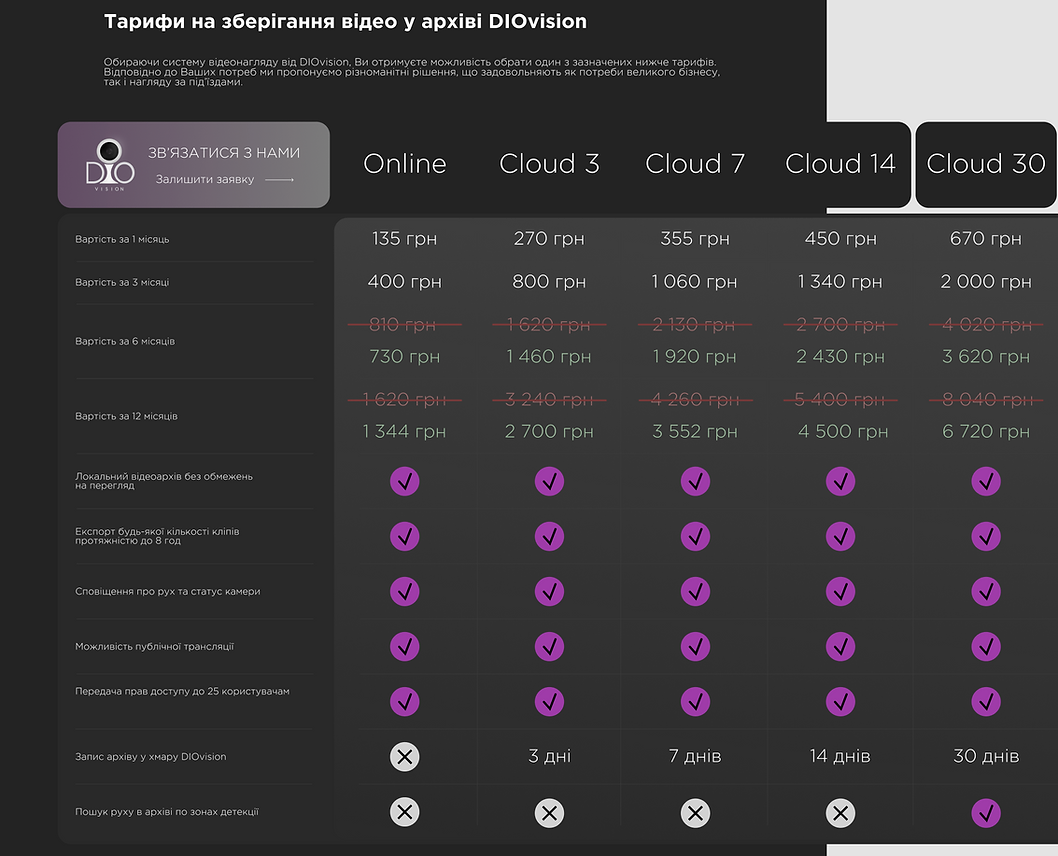 Тарифи на зберігання відео у архіві DIOvision
Обираючи систему відеонагляду від DIOvision, Ви отримуєте можливість обрати один з зазначених нижче тарифів.
Відповідно до Ваших потреб ми пропонуємо різноманітні рішення, що задовольняють як потреби великого бізнесу,
так і нагляду за під'їздами.
DIO
VISION
ЗВ'ЯЗАТИСЯ З НАМИ
Залишити заявку
Online Cloud 3 Cloud 7 Cloud 14 Cloud 30
Вартість за 1 місяць 135 грн 270 грн 355 грн 450 грн 670 грн
Вартість за 3 місяці 400 грн 800 грн 1 060 грн 1 340 грн 2 000 грн
810 грн 1 620 грн 2 130 грн 2 700 грн 4 020 грн
Вартість за 6 місяців
730 грн 1 460 грн 1 920 грн 2 430 грн 3 620 грн
1 620 грн 3 240 грн 4 260 грн 5 400 грн 8 040 грн
Вартість за 12 місяців
1 344 грн 2 700 грн 3 552 грн 4 500 грн 6 720 грн
Локальний відеоархів без обмежень
на перегляд
Експорт будь-якої кількості кліпів
протяжністю до 8 год
Сповіщення про рух та статус камери
Можливість публічної трансляції
Передача прав доступу до 25 користувачам
Запис архіву у хмару DIOvision 3 дні 7 днів 14 днів 30 днів
Пошук руху в архіві по зонах детекції